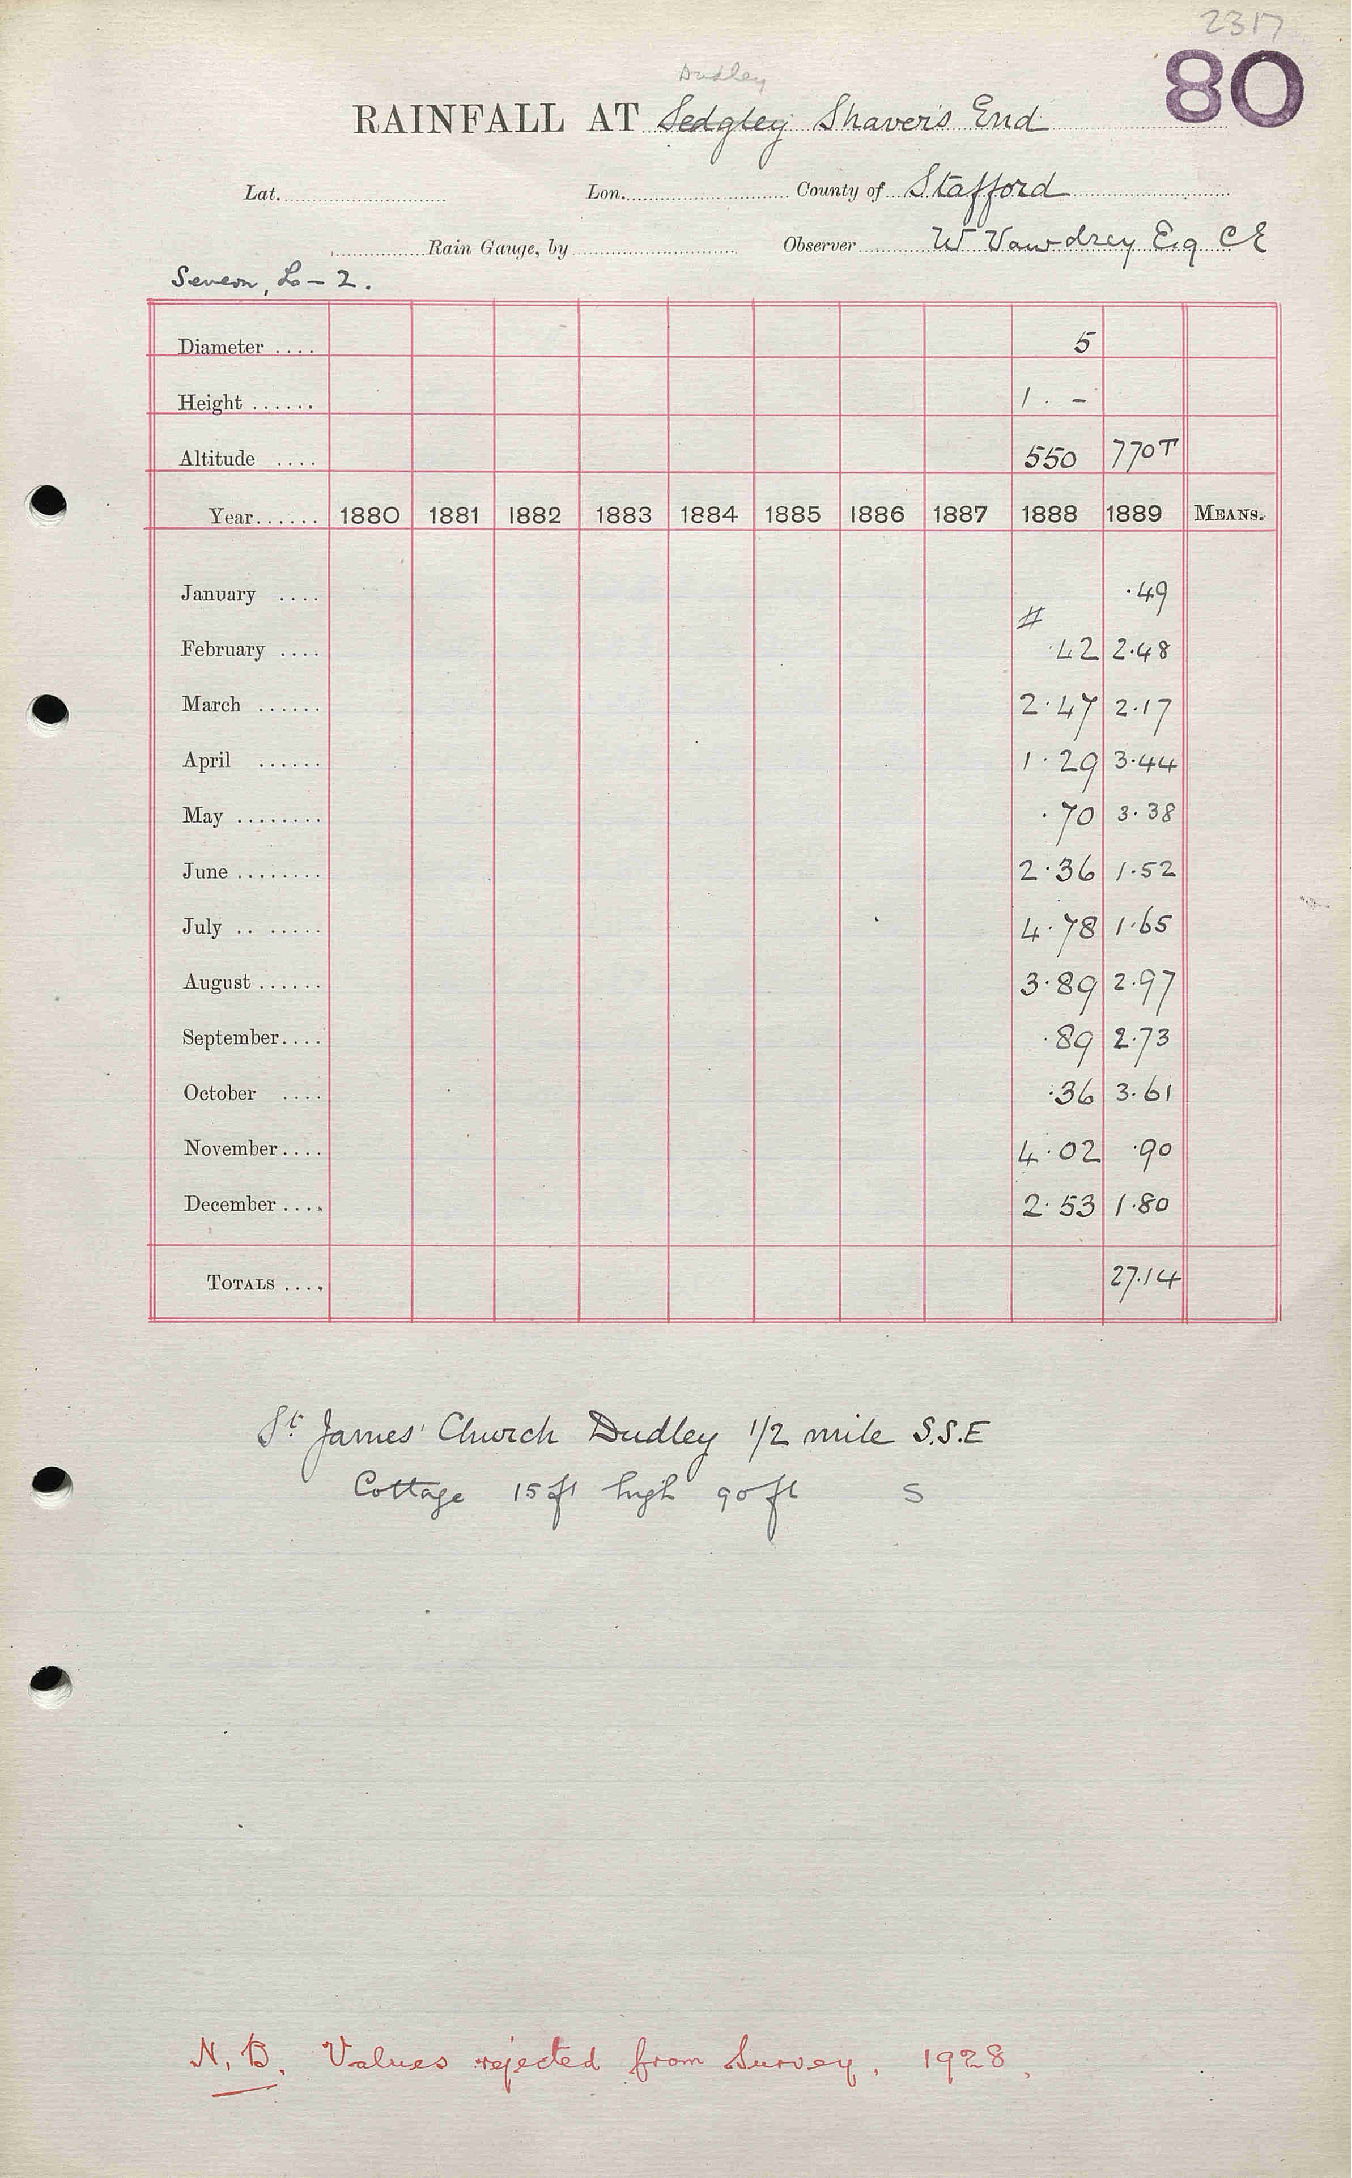 2317
80
Dudley
RAINFALL AT Sedgley Shavers End
Lat. Lon. County of Stafford
Rain Gauge, by Observer W Vawdrey Esq CE
Severn, L-2.
Diameter .... 5
Height ...... 1 . -
Altitude .... 550 770T
Year...... 1880 1881 1882 1883 1884 1885 1886 1887 1888 1889 MEANS.
January .... # .49
February .... .42 2.48
March ...... 2.47 2.17
April ...... 1.29 3.44
May ........ .70 3.38
June ........ 2.36 1.52
July .. ..... 4.78 1.65
August ...... 3.89 2.97
September.... .89 2.73
October .... .36 3.61
November.... 4.02 .90
December .... 2.53 1.80
TOTALS .... 27.14
St James' Church Dudley 1/2 mile S.S.E
Cottage 15ft high 90ft S
N.B. Values rejected from Survey. 1928.